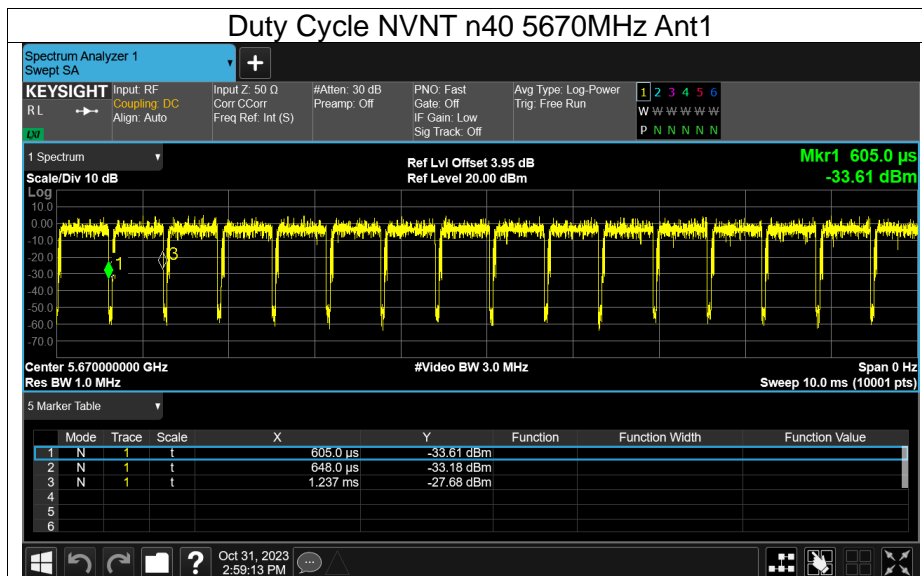 Duty Cycle NVNT n40 5670MHz Ant1
Spectrum Analyzer 1
Swept SA
+
KEYSIGHT Input: RF Input Z: 50 Ω #Atten: 30 dB PNO: Fast Avg Type: Log-Power 1 2 3 4 5 6
RL Coupling: DC Corr CCorr Preamp: Off Gate: Off Trig: Free Run W W W W W W
Align: Auto Freq Ref: Int (S) IF Gain: Low
LXI Sig Track: Off P N N N N N
1 Spectrum Ref Lvl Offset 3.95 dB Mkr1 605.0 µs
Scale/Div 10 dB Ref Level 20.00 dBm -33.61 dBm
Log
10.0
0.00
-10.0
-20.0
-30.0
-40.0
-50.0
-60.0
-70.0
1
3
Center 5.670000000 GHz #Video BW 3.0 MHz Span 0 Hz
Res BW 1.0 MHz Sweep 10.0 ms (10001 pts)
5 Marker Table
Mode Trace Scale X Y Function Function Width Function Value
1 N 1 t 605.0 µs -33.61 dBm
2 N 1 t 648.0 µs -33.18 dBm
3 N 1 t 1.237 ms -27.68 dBm
4
5
6
? Oct 31, 2023
2:59:13 PM